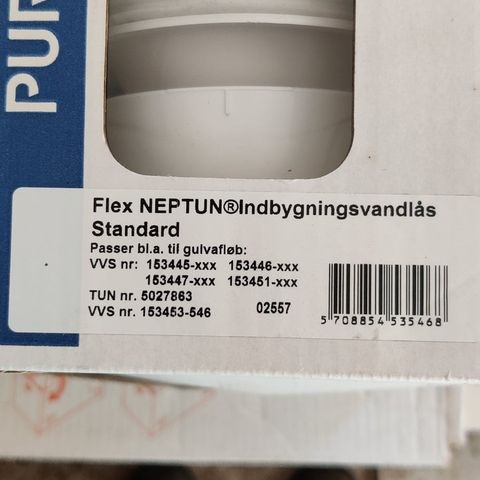 PUR
Flex NEPTUN®Indbygningsvandlås
Standard
Passer bl.a. til gulvafløb:
VVS nr: 153445-xxx 153446-xxx
153447-xxx 153451-xxx
TUN nr. 5027863
VVS nr. 153453-546 02557
5 708854 535468